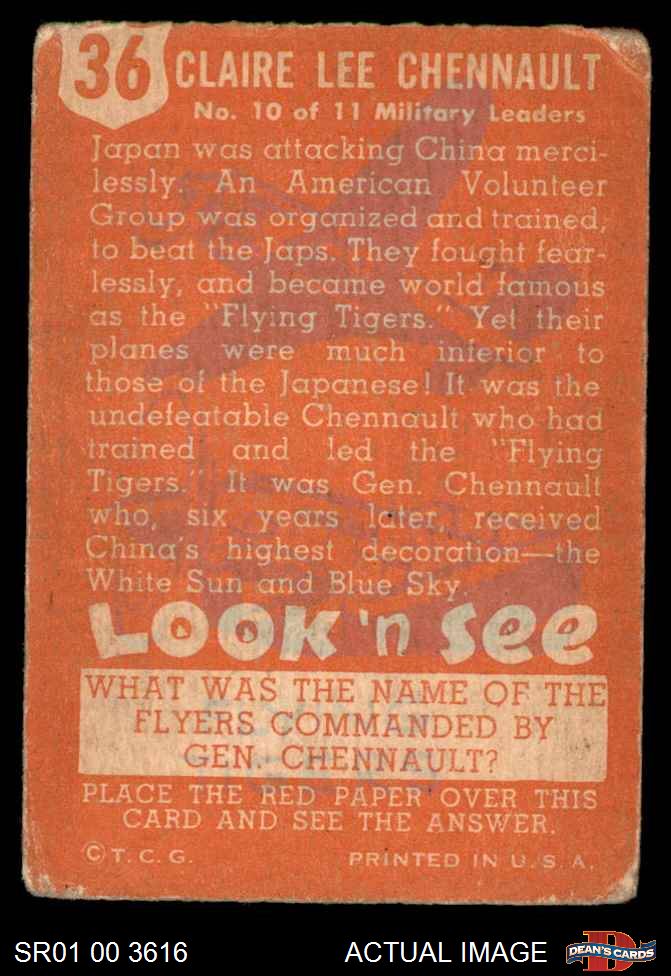 36
CLAIRE LEE CHENNAULT
No. 10 of 11 Military Leaders
Japan was attacking China merci-
lessly. An American Volunteer
Group was organized and trained,
to beat the Japs. They fought fear-
lessly, and became world famous
as the "Flying Tigers." Yet their
planes were much inferior to
those of the Japanese! It was the
undefeatable Chennault who had
trained and led the "Flying
Tigers." It was Gen. Chennault
who, six years later, received
China's highest decoration—the
White Sun and Blue Sky.
LOOK 'n SEE
WHAT WAS THE NAME OF THE
FLYERS COMMANDED BY
GEN. CHENNAULT?
PLACE THE RED PAPER OVER THIS
CARD AND SEE THE ANSWER.
© T. C. G. PRINTED IN U. S. A.
SR01 00 3616 ACTUAL IMAGE
DEAN'S CARDS